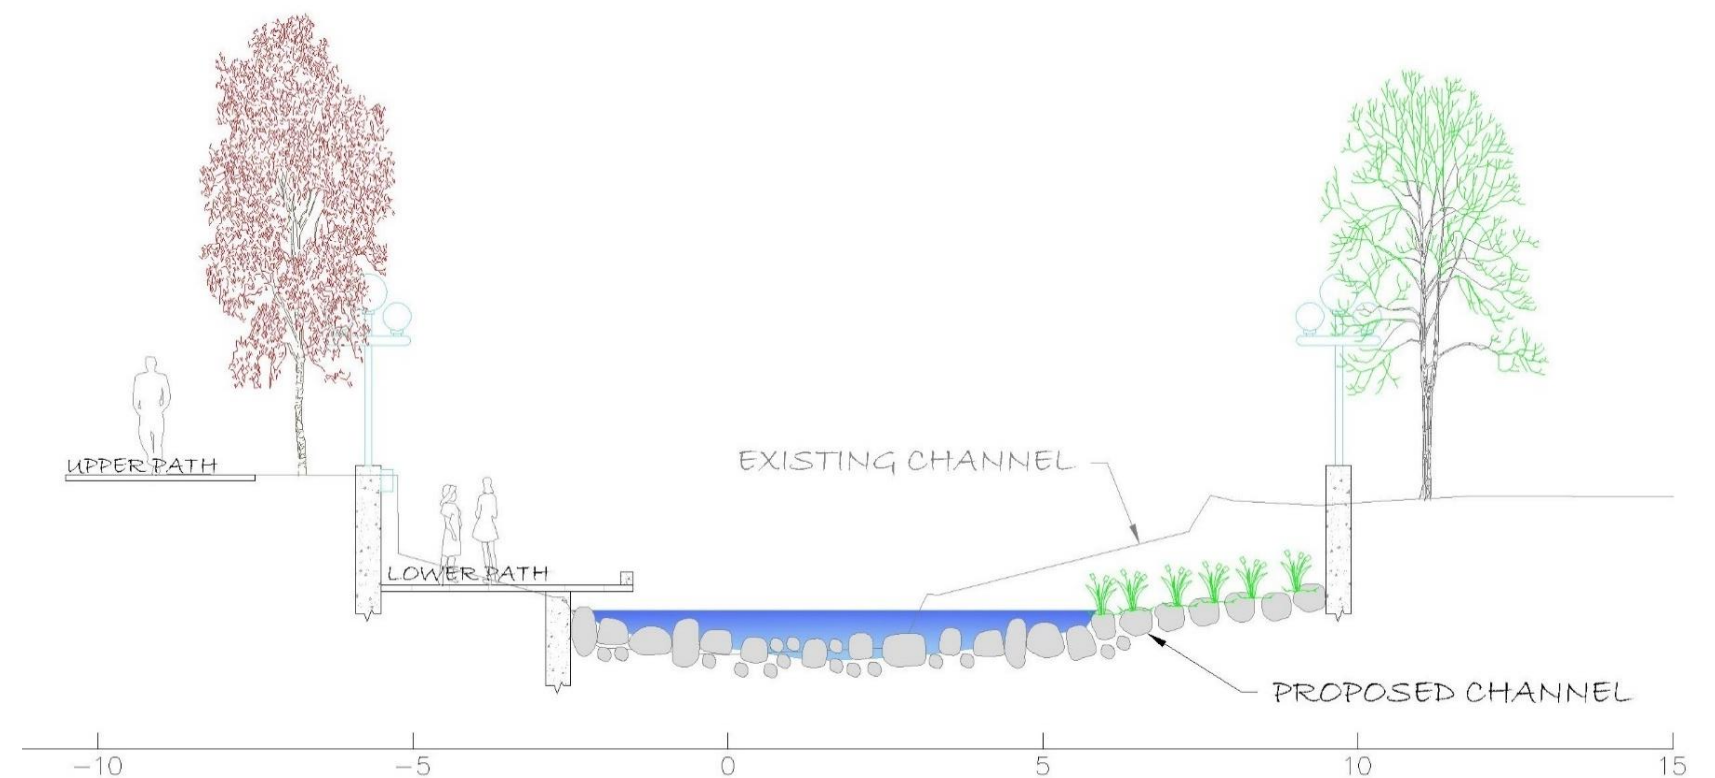 EXISTING CHANNEL
UPPER PATH
LOWER PATH
PROPOSED CHANNEL
-10 -5 0 5 10 15